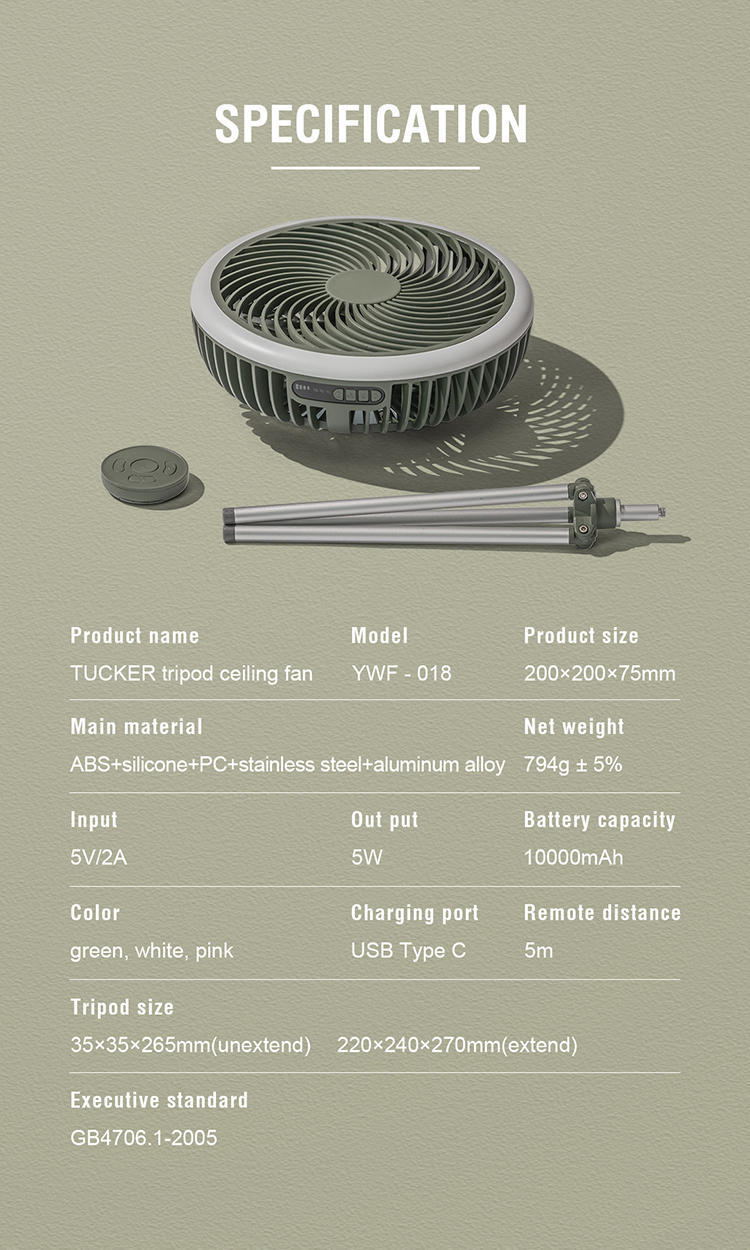 SPECIFICATION
Product name Model Product size
TUCKER tripod ceiling fan YWF - 018 200×200×75mm
Main material Net weight
ABS+silicone+PC+stainless steel+aluminum alloy 794g ± 5%
Input Out put Battery capacity
5V/2A 5W 10000mAh
Color Charging port Remote distance
green, white, pink USB Type C 5m
Tripod size
35×35×265mm(unextend) 220×240×270mm(extend)
Executive standard
GB4706.1-2005